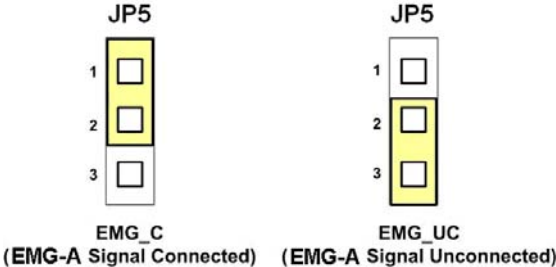 JP5
1
2
3
EMG_C
(EMG-A Signal Connected)
JP5
1
2
3
EMG_UC
(EMG-A Signal Unconnected)